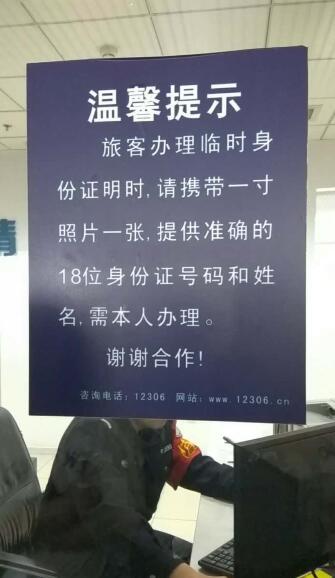 温馨提示
旅客办理临时身
份证明时,请携带一寸
照片一张,提供准确的
18位身份证号码和姓
名,需本人办理。
谢谢合作!
咨询电话:12306 网站:www.12306.cn
情